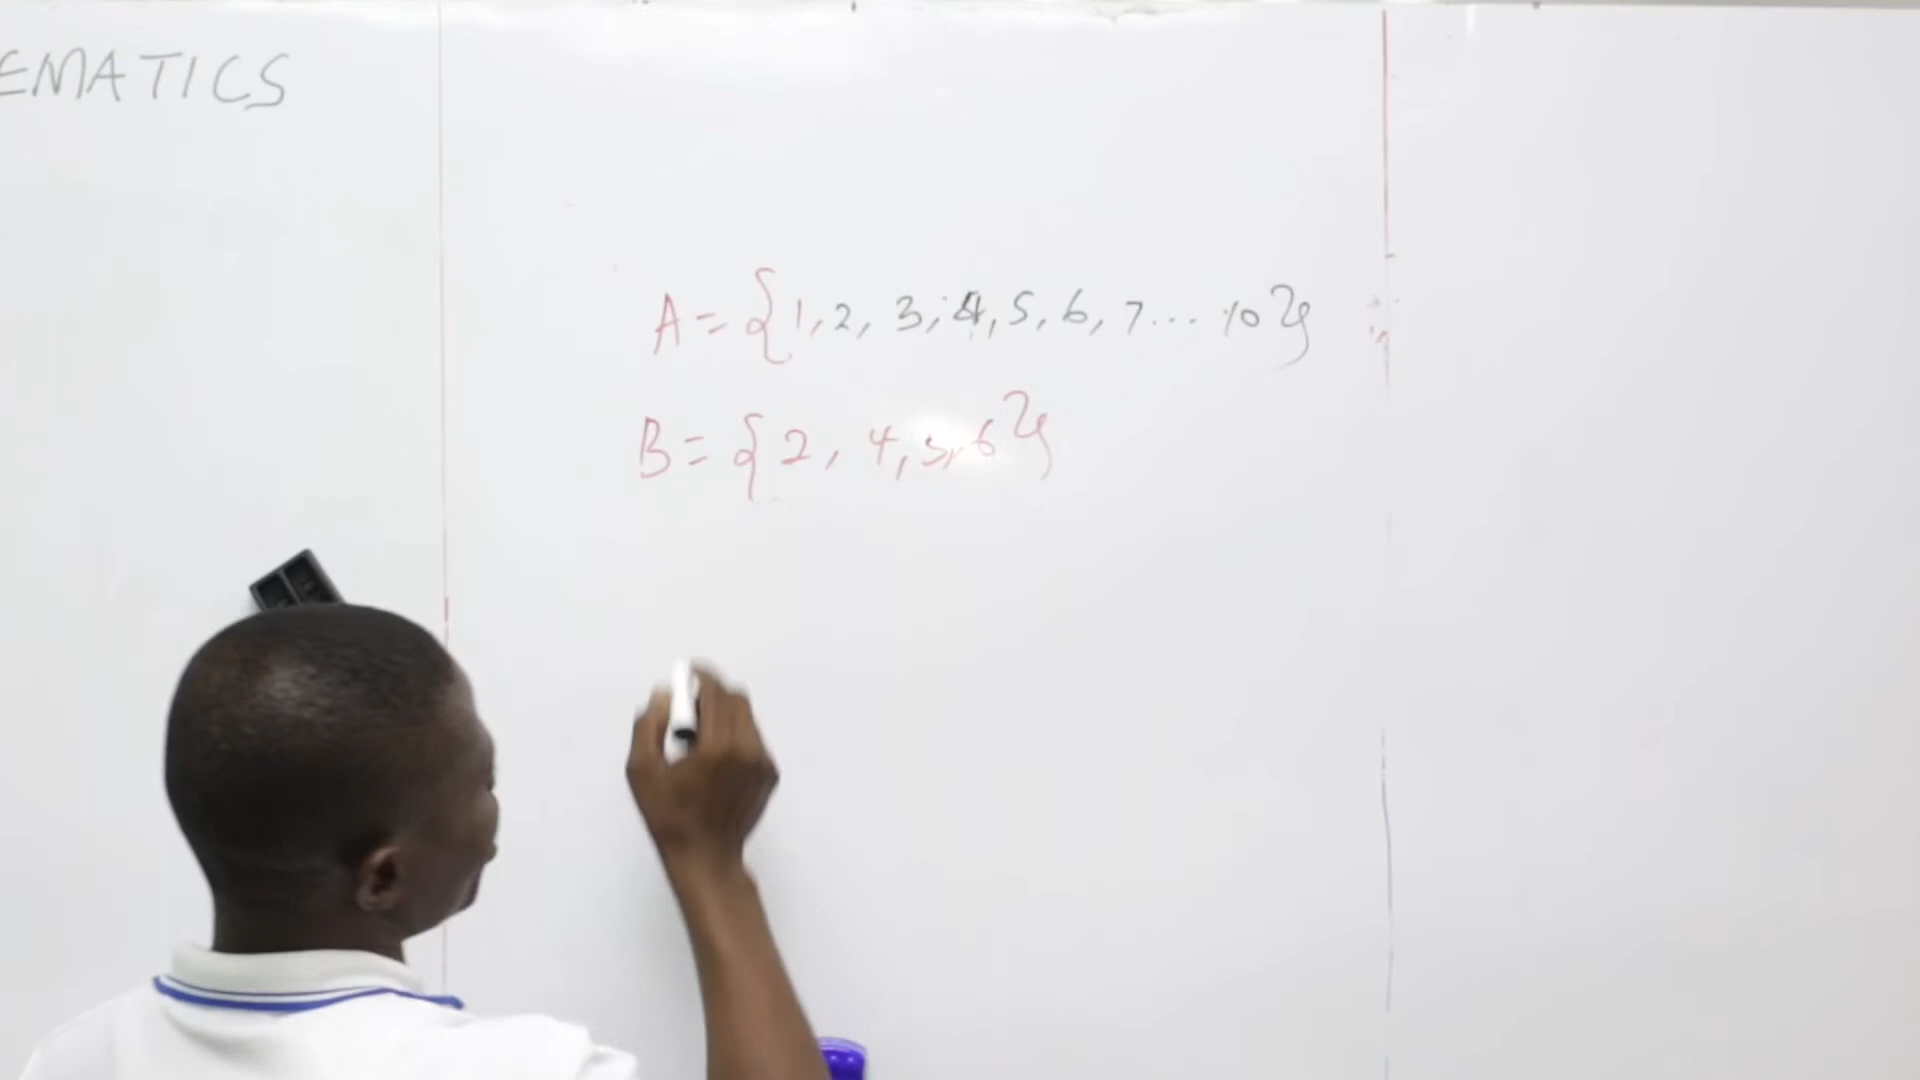 EMATICS
A = {1, 2, 3, 4, 5, 6, 7... 10}
B = {2, 4, 5, 6}